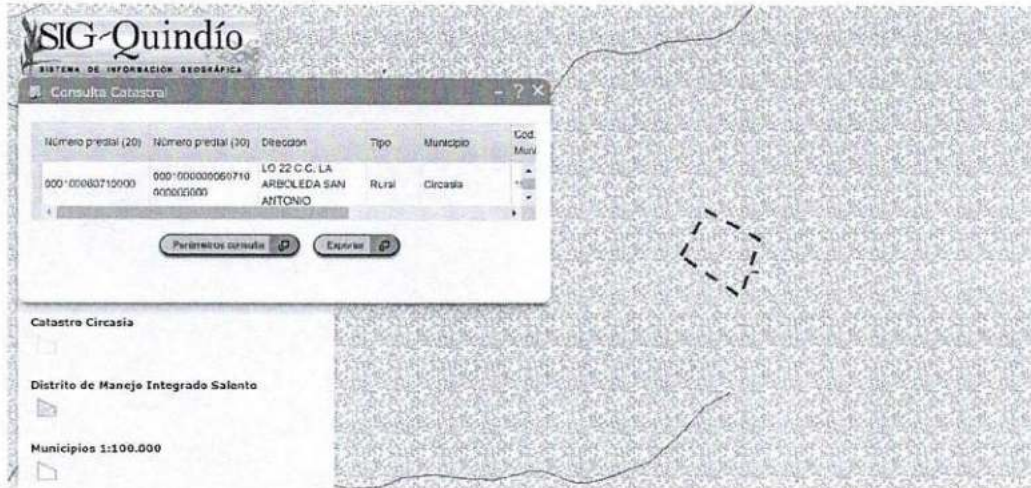 SIG-Quindío
SISTEMA DE INFORMACIÓN GEOGRÁFICA
Consulta Catastral
Número predial (20) Número predial (30) Dirección Tipo Municipio Cod. Muni
LO 22 C.C. LA
ARBOLEDA SAN
ANTONIO
Rural Circasia
Parámetros consulta Exportar
Catastro Circasia
Distrito de Manejo Integrado Salento
Municipios 1:100.000